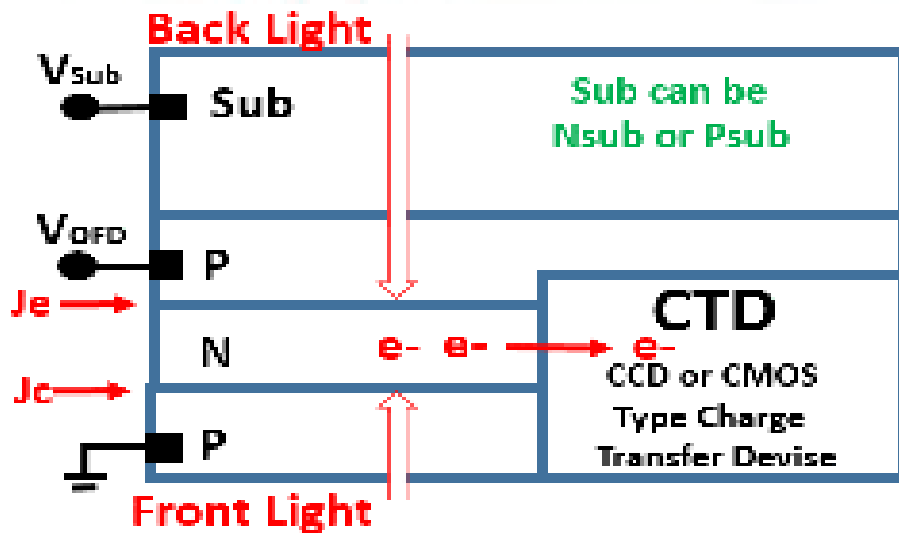 Back Light
VSub
Sub
Sub can be
Nsub or Psub
VOFD
P
Je
N
e- e- e-
CTD
CCD or CMOS
Type Charge
Transfer Devise
Jc
P
Front Light